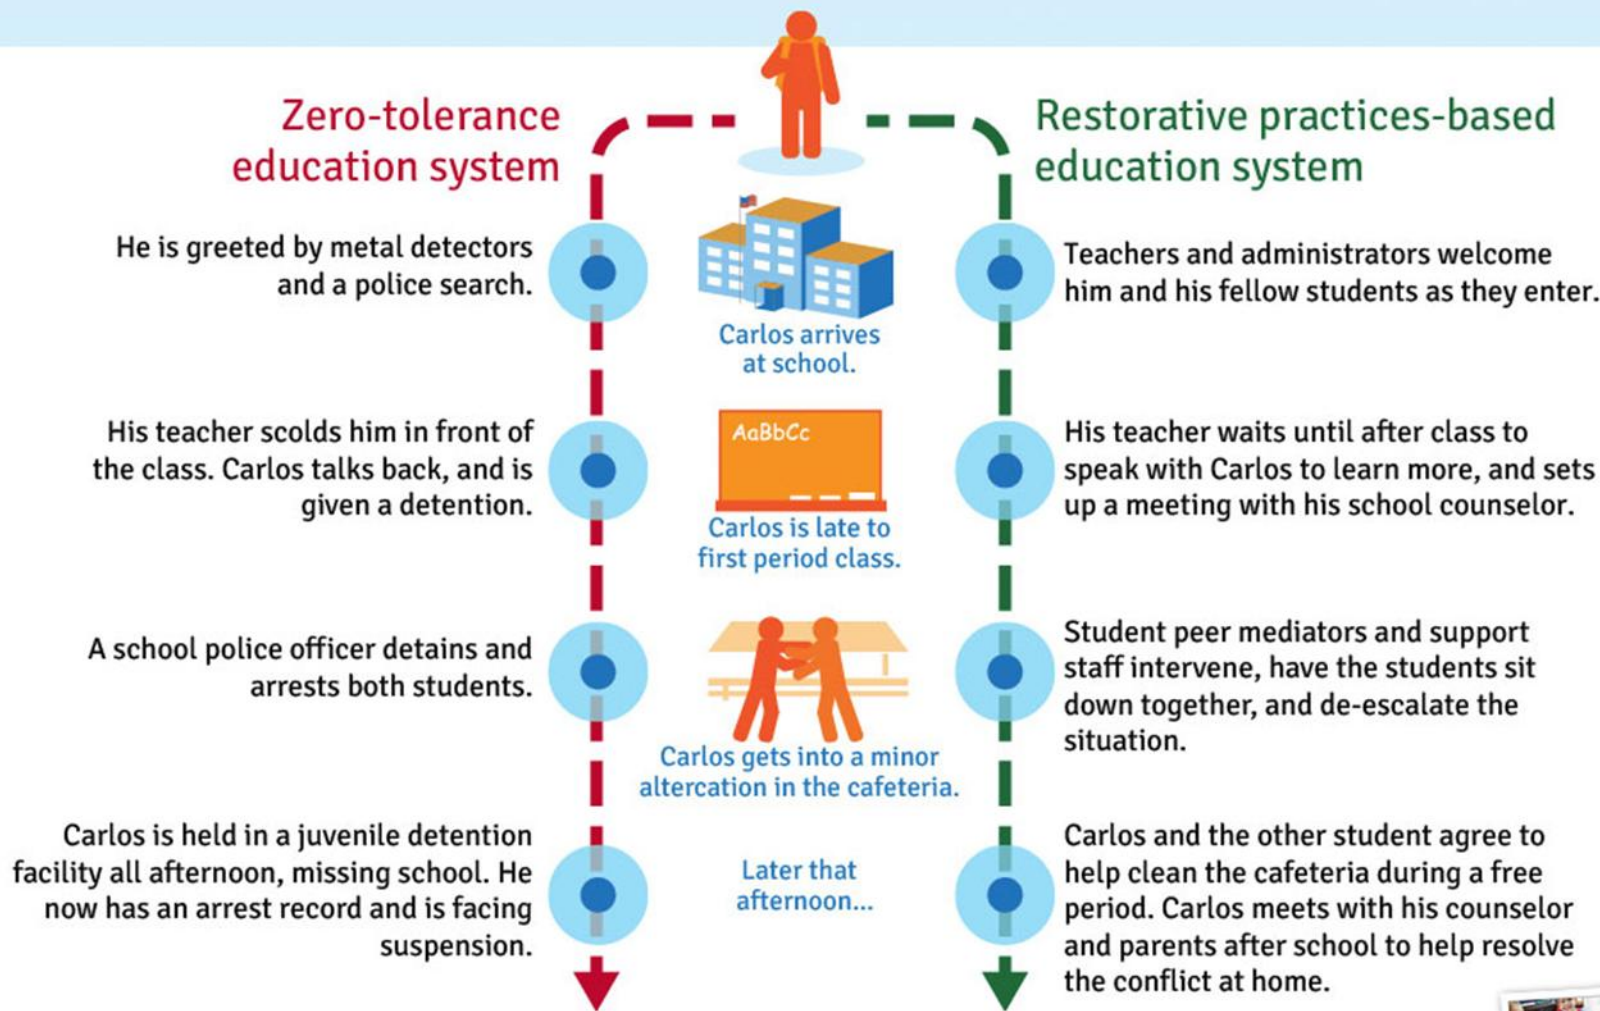 Zero-tolerance
education system
Restorative practices-based
education system
He is greeted by metal detectors
and a police search.
Carlos arrives
at school.
Teachers and administrators welcome
him and his fellow students as they enter.
His teacher scolds him in front of
the class. Carlos talks back, and is
given a detention.
AaBbCc
Carlos is late to
first period class.
His teacher waits until after class to
speak with Carlos to learn more, and sets
up a meeting with his school counselor.
A school police officer detains and
arrests both students.
Carlos gets into a minor
altercation in the cafeteria.
Student peer mediators and support
staff intervene, have the students sit
down together, and de-escalate the
situation.
Carlos is held in a juvenile detention
facility all afternoon, missing school. He
now has an arrest record and is facing
suspension.
Later that
afternoon...
Carlos and the other student agree to
help clean the cafeteria during a free
period. Carlos meets with his counselor
and parents after school to help resolve
the conflict at home.